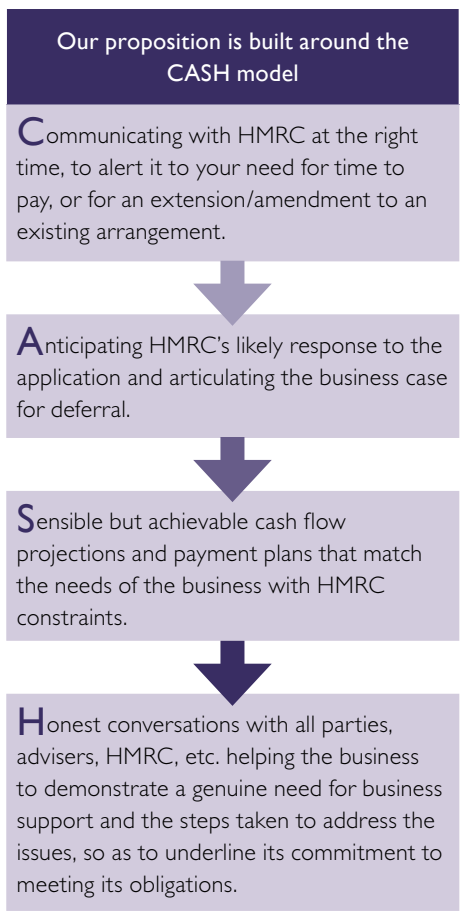 Our proposition is built around the
CASH model
Communicating with HMRC at the right
time, to alert it to your need for time to
pay, or for an extension/amendment to an
existing arrangement.
Anticipating HMRC's likely response to the
application and articulating the business case
for deferral.
Sensible but achievable cash flow
projections and payment plans that match
the needs of the business with HMRC
constraints.
Honest conversations with all parties,
advisers, HMRC, etc. helping the business
to demonstrate a genuine need for business
support and the steps taken to address the
issues, so as to underline its commitment to
meeting its obligations.